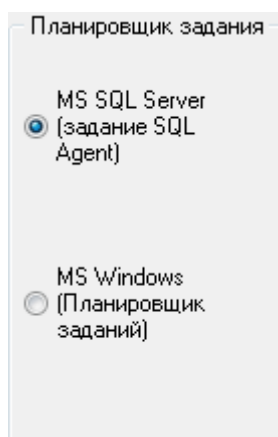 Планировщик задания
MS SQL Server
(задание SQL
Agent)
MS Windows
(Планировщик
заданий)